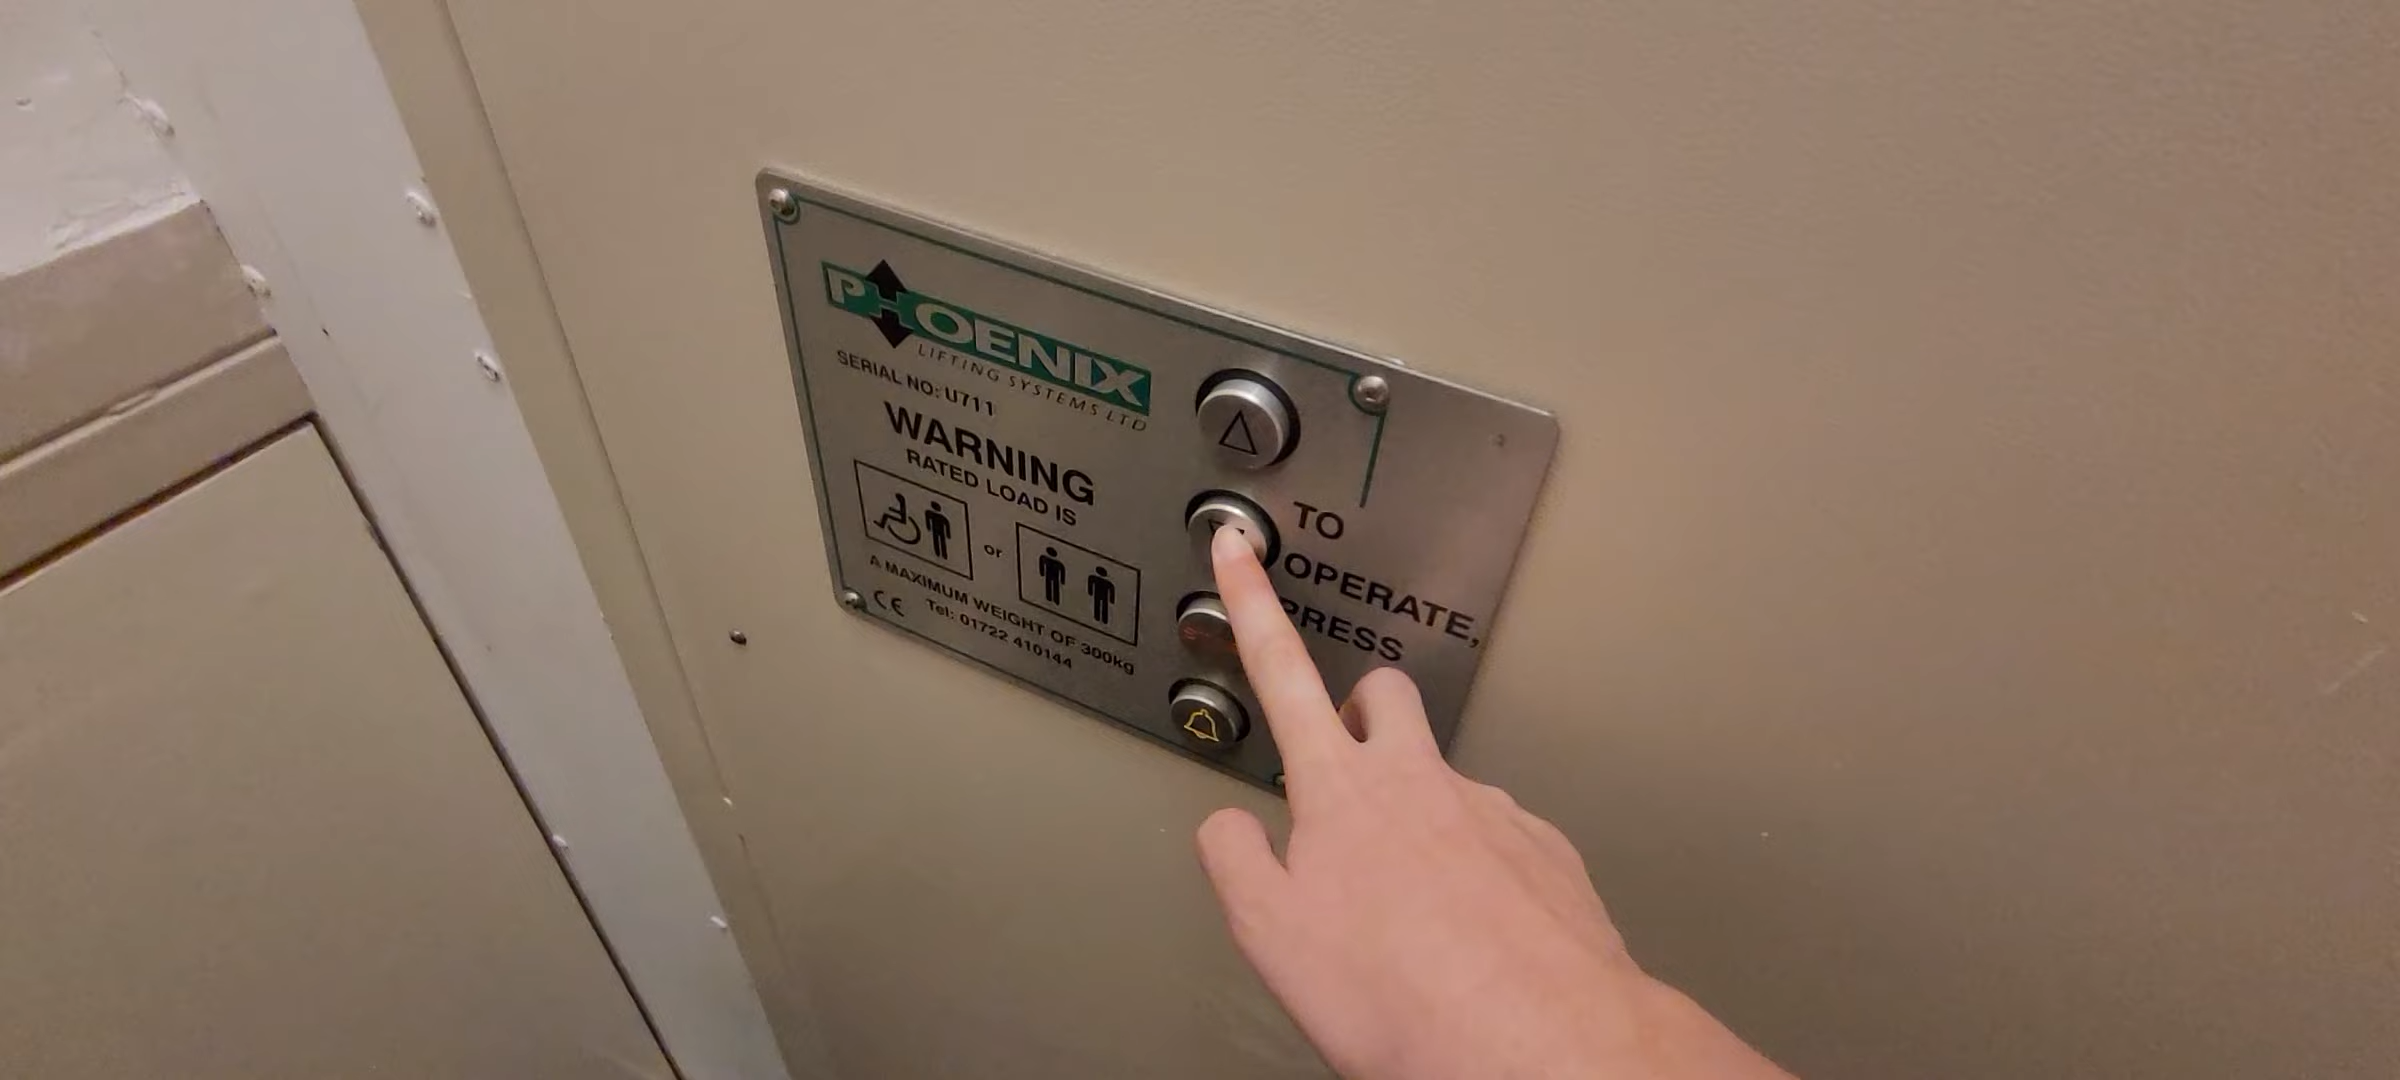 PHOENIX
LIFTING SYSTEMS LTD
SERIAL NO: U711
WARNING
RATED LOAD IS
or
A MAXIMUM WEIGHT OF 300kg
CE Tel: 01722 410144
TO
OPERATE,
PRESS